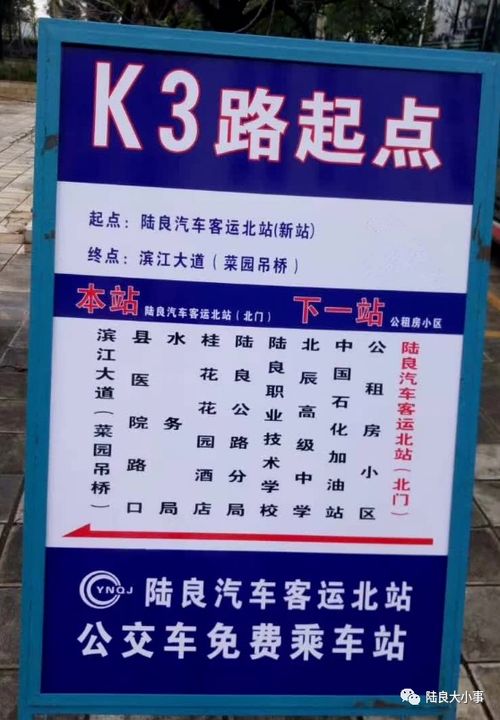 K3路起点
起点：陆良汽车客运北站(新站)
终点：滨江大道（菜园吊桥）
本站 陆良汽车客运北站（北门） 下一站 公租房小区
陆良汽车客运北站（北门）
公租房小区
中国石化加油站
北辰高级中学
陆良职业技术学校
陆良公路分局
桂花花园酒店
水务局
县医院路口
滨江大道（菜园吊桥）
YNQJ 陆良汽车客运北站
公交车免费乘车站
陆良大小事